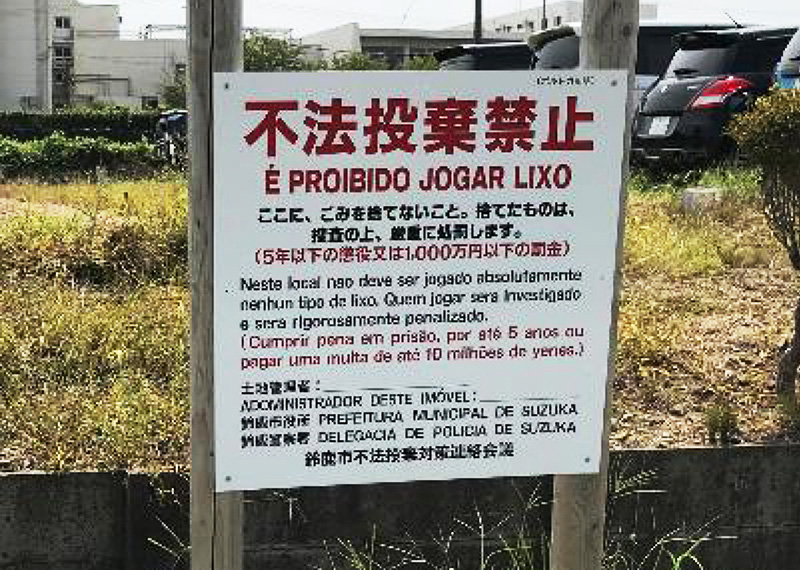 不法投棄禁止
É PROIBIDO JOGAR LIXO
ここに、ごみを捨てないこと。捨てたものは、
捜査の上、厳重に処罰します。
(5年以下の懲役又は1,000万円以下の罰金)
Neste local nao deve ser jogado absolutamente
nenhun tipo de lixo. Quem jogar sera investigado
e sera rigorosamente penalizado.
(Cumprir pena em prisão, por até 5 anos ou
pagar uma multa de até 10 milhões de yenes.)
土地管理者:
ADOMINISTRADOR DESTE IMÓVEL:
鈴鹿市役所 PREFEITURA MUNICIPAL DE SUZUKA
鈴鹿警察署 DELEGACIA DE POLICIA DE SUZUKA
鈴鹿市不法投棄対策連絡会議